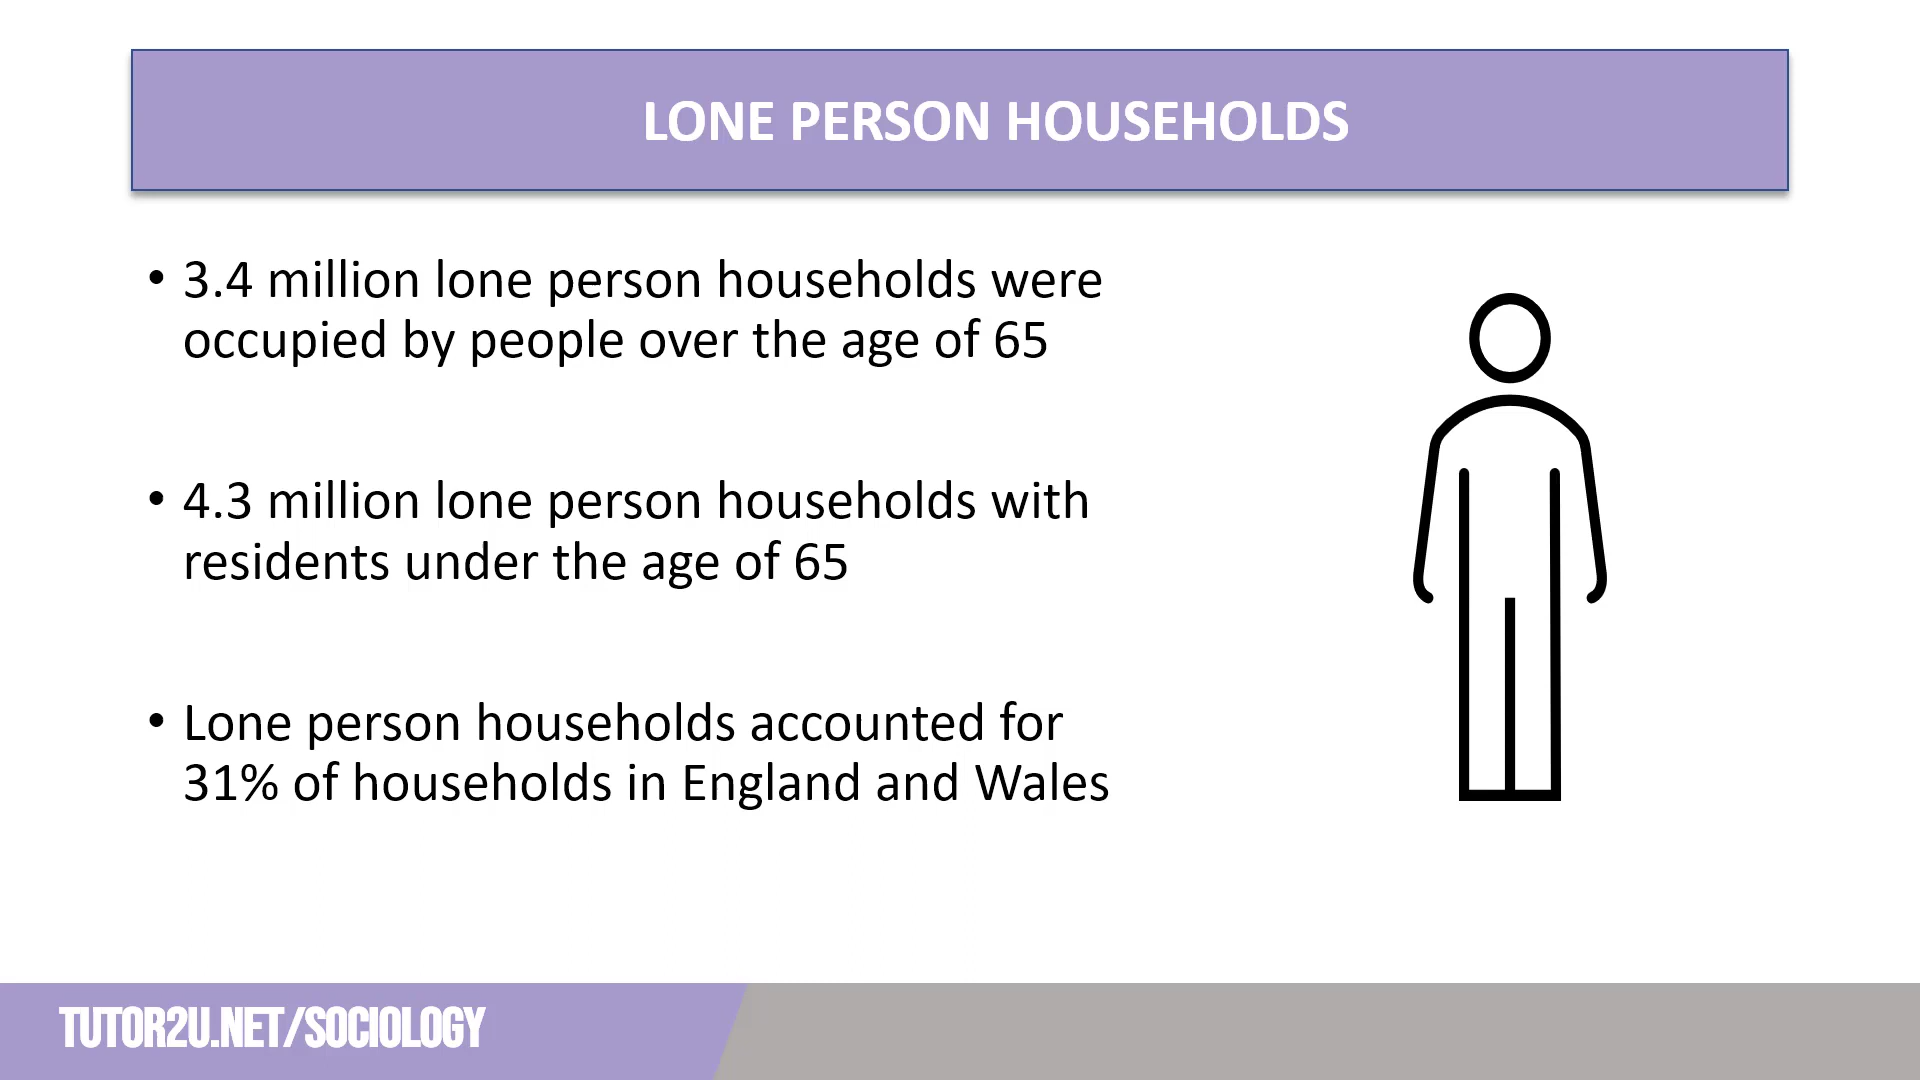 LONE PERSON HOUSEHOLDS
• 3.4 million lone person households were
occupied by people over the age of 65
• 4.3 million lone person households with
residents under the age of 65
• Lone person households accounted for
31% of households in England and Wales
TUTOR2U.NET/SOCIOLOGY